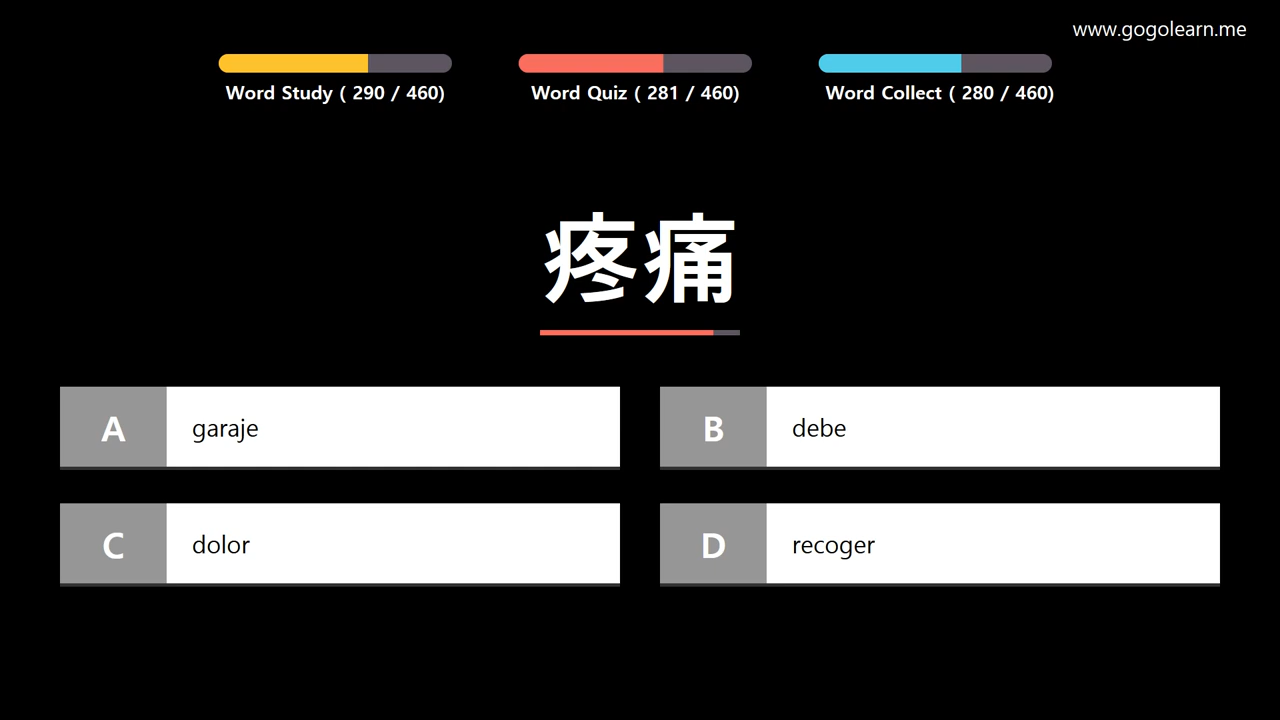 www.gogolearn.me
Word Study ( 290 / 460)
Word Quiz ( 281 / 460)
Word Collect ( 280 / 460)
疼痛
A garaje
B debe
C dolor
D recoger